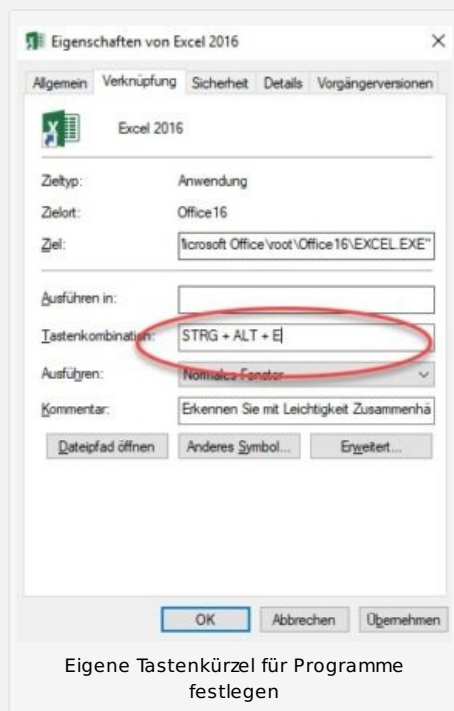 Eigenschaften von Excel 2016
Allgemein Verknüpfung Sicherheit Details Vorgängerversionen
Excel 2016
Zieltyp: Anwendung
Zielort: Office16
Ziel: licrosoft Office\root\Office16\EXCEL.EXE"
Ausführen in:
Tastenkombination: STRG + ALT + E
Ausführen: Normales Fenster
Kommentar: Erkennen Sie mit Leichtigkeit Zusammenhä
Dateipfad öffnen Anderes Symbol... Erweitert...
OK Abbrechen Übernehmen
Eigene Tastenkürzel für Programme
festlegen